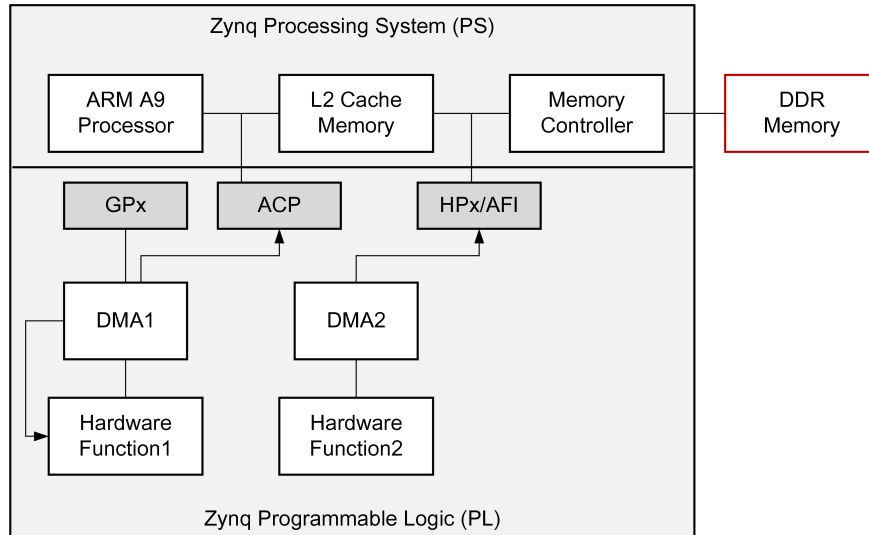 Zynq Processing System (PS)
ARM A9
Processor
L2 Cache
Memory
Memory
Controller
DDR
Memory
GPx
ACP
HPx/AFI
DMA1
DMA2
Hardware
Function1
Hardware
Function2
Zynq Programmable Logic (PL)